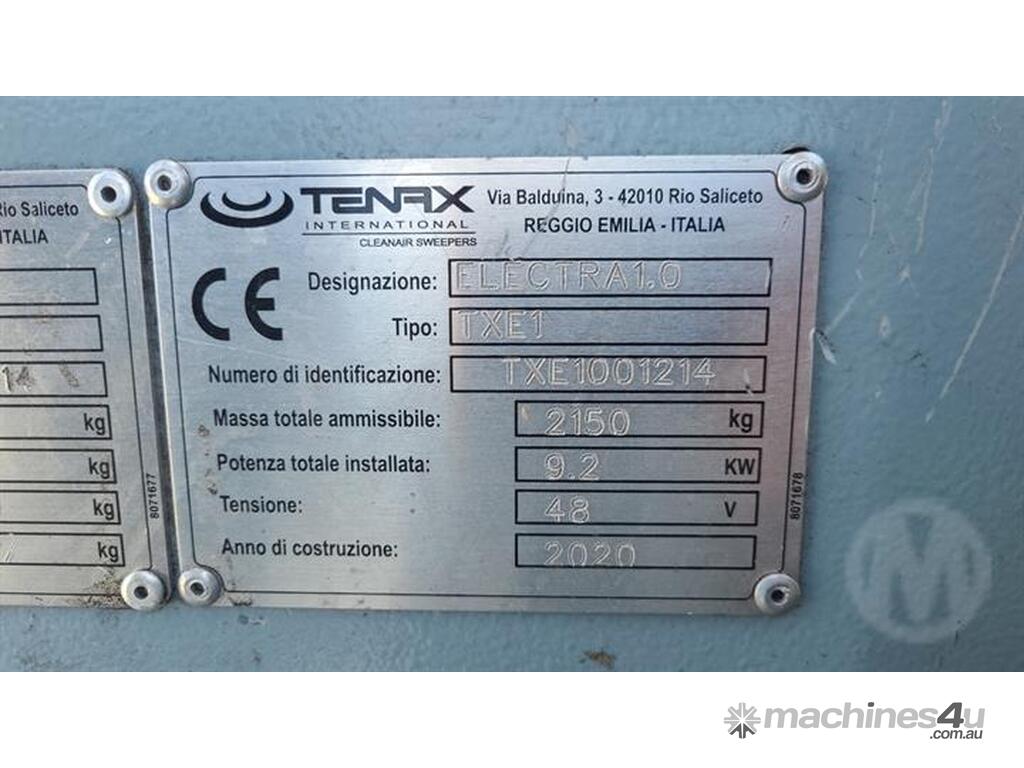 Rio Saliceto
ITALIA
14
kg
kg
kg
kg
8071677
TENAX
INTERNATIONAL
CLEANAIR SWEEPERS
Via Balduina, 3 - 42010 Rio Saliceto
REGGIO EMILIA - ITALIA
CE
Designazione: ELECTRA1.0
Tipo: TXE1
Numero di identificazione: TXE1001214
Massa totale ammissibile: 2150 kg
Potenza totale installata: 9.2 KW
Tensione: 48 V
Anno di costruzione: 2020
8071678
M
machines4u
.com.au